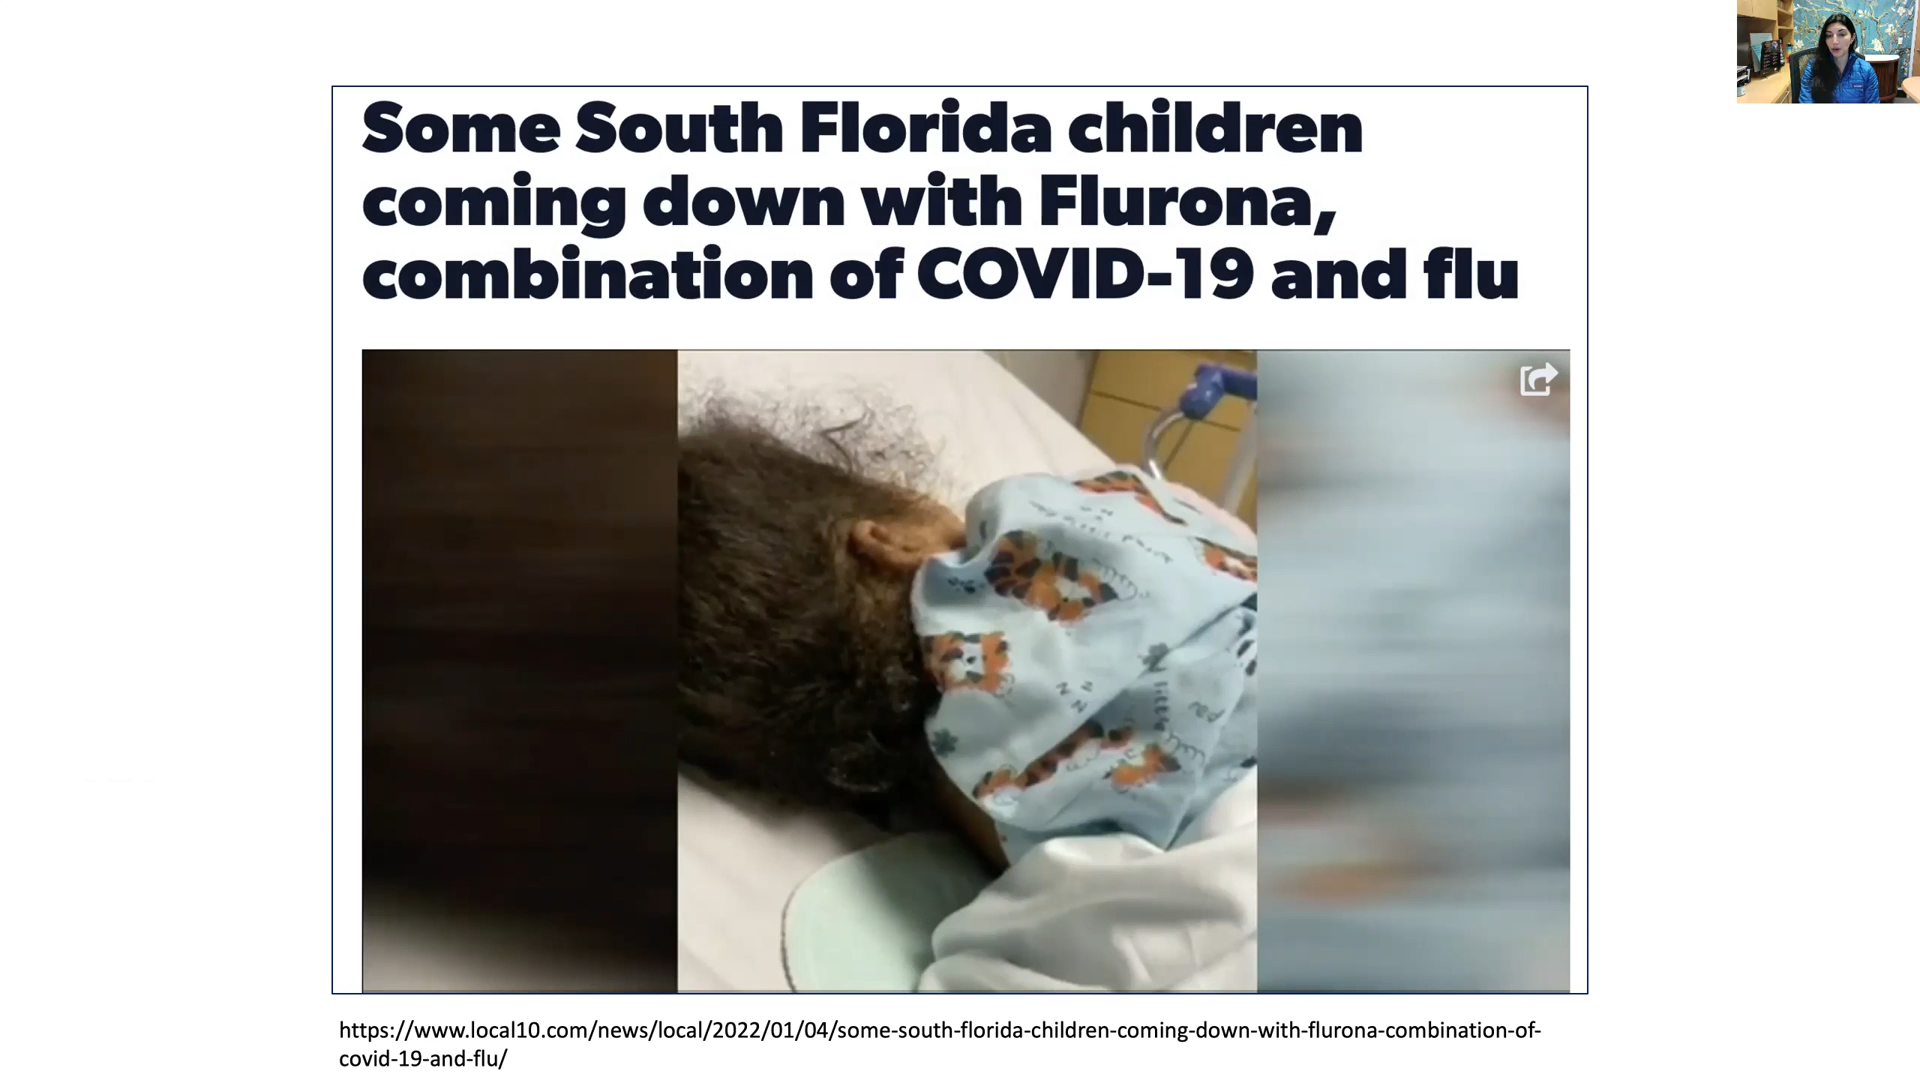 Some South Florida children
coming down with Flurona,
combination of COVID-19 and flu
little
https://www.local10.com/news/local/2022/01/04/some-south-florida-children-coming-down-with-flurona-combination-of-
covid-19-and-flu/